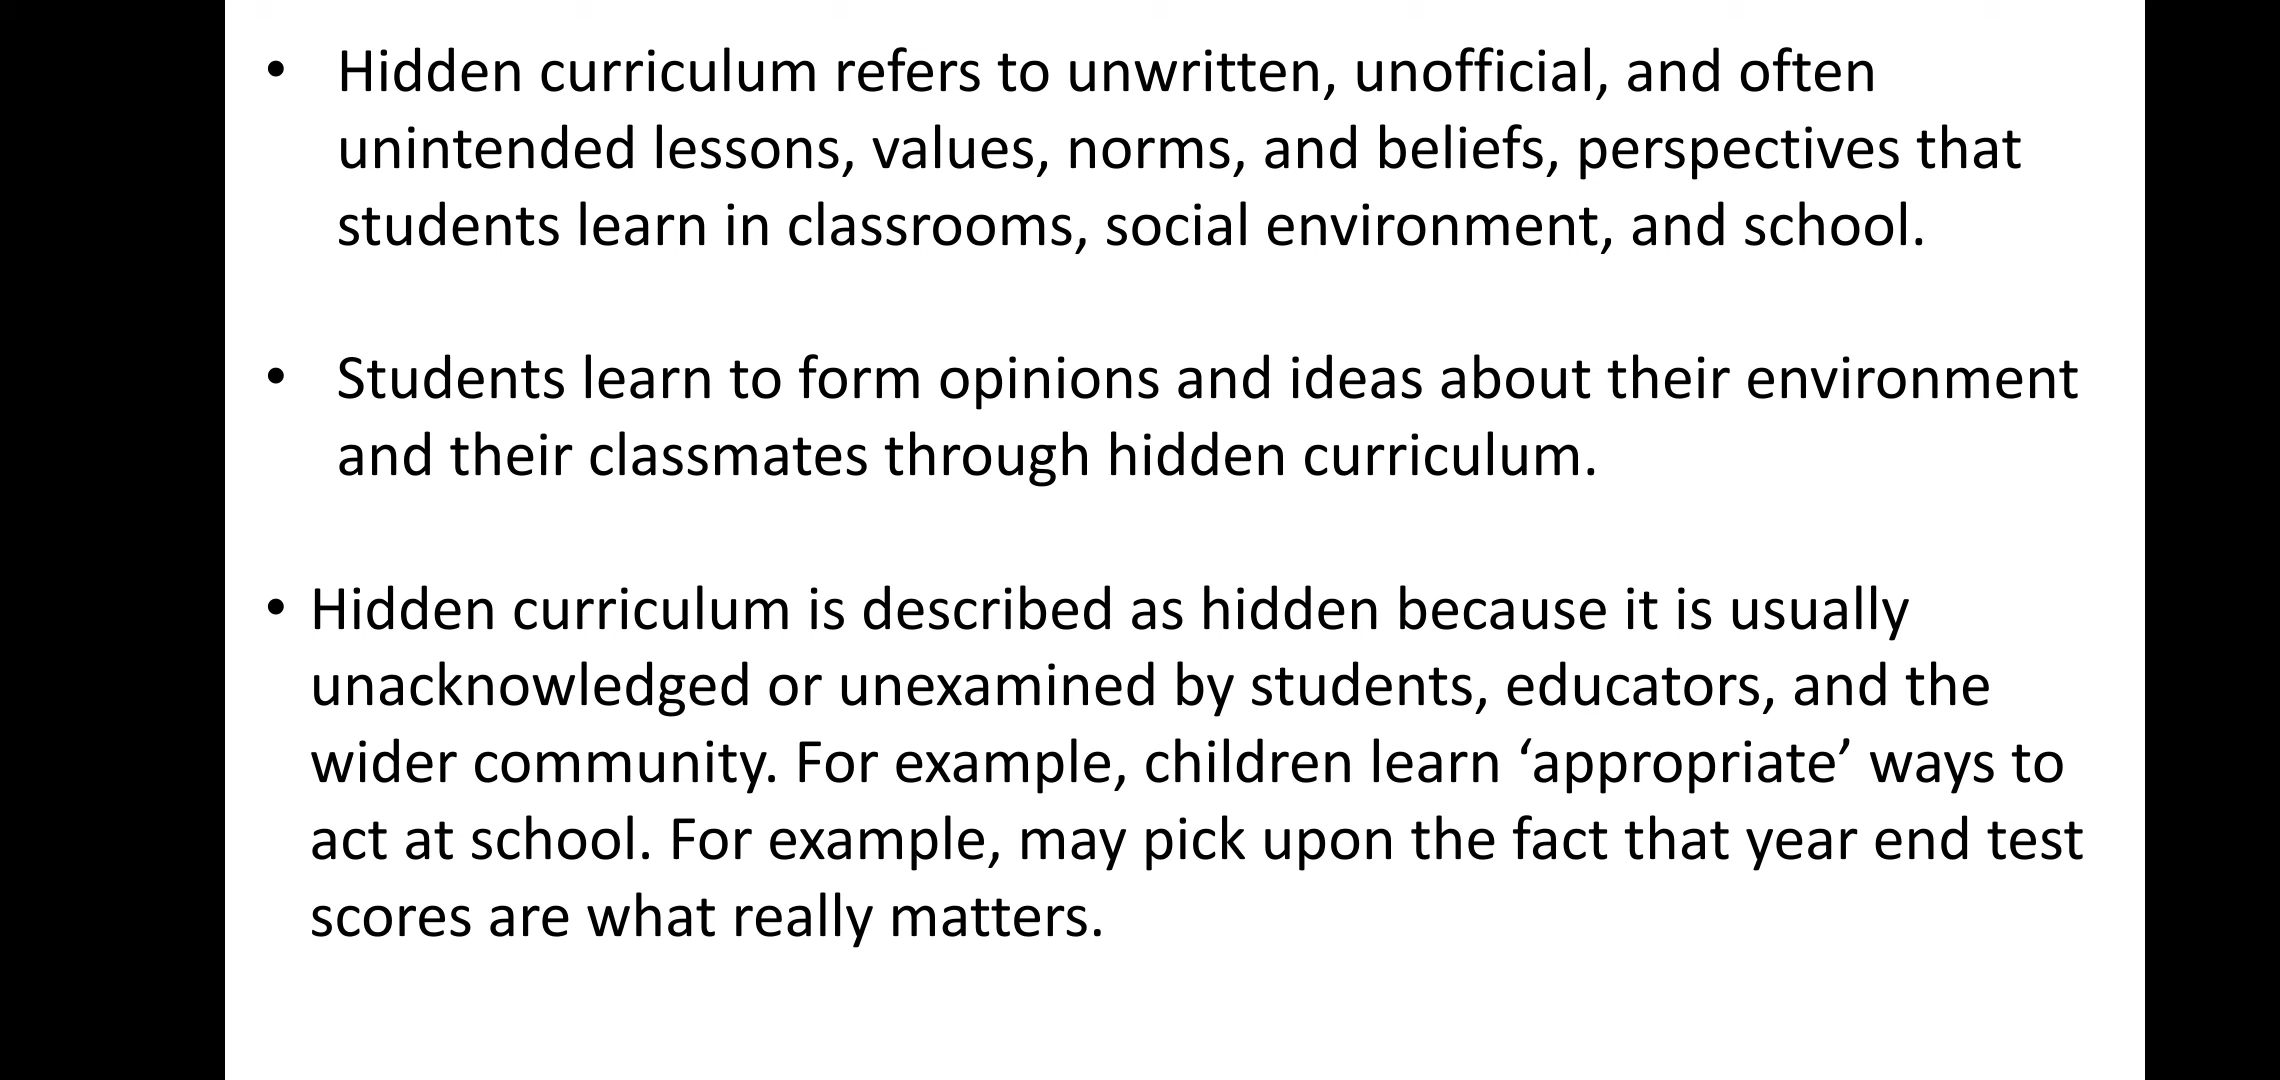 • Hidden curriculum refers to unwritten, unofficial, and often
unintended lessons, values, norms, and beliefs, perspectives that
students learn in classrooms, social environment, and school.
• Students learn to form opinions and ideas about their environment
and their classmates through hidden curriculum.
• Hidden curriculum is described as hidden because it is usually
unacknowledged or unexamined by students, educators, and the
wider community. For example, children learn ‘appropriate’ ways to
act at school. For example, may pick upon the fact that year end test
scores are what really matters.